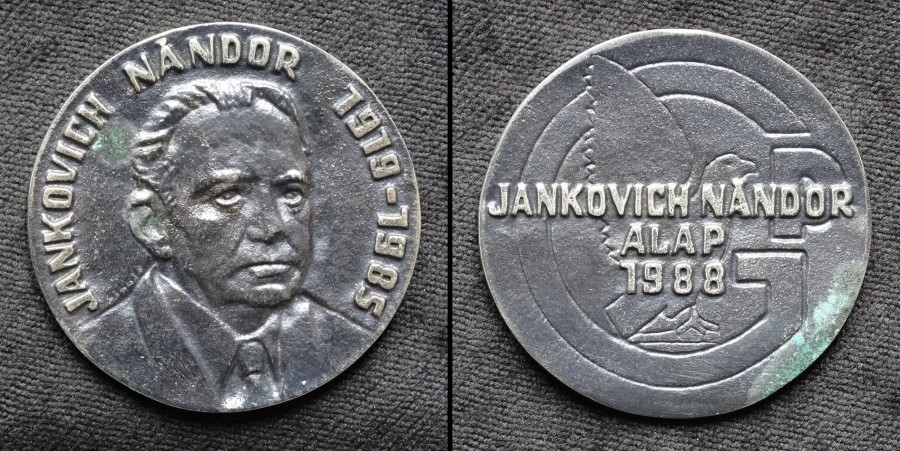 JANKOVICH NÁNDOR 1919-1985
JANKOVICH NÁNDOR
ALAP
1988